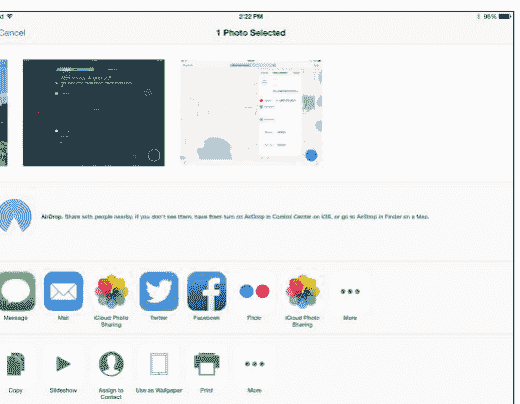 2:22 PM
96%
Cancel
1 Photo Selected
AirDrop. Share with people nearby. If you don't see them, have them turn on AirDrop in Control Center on iOS, or go to AirDrop in Finder on a Mac.
Message
Mail
iCloud Photo
Sharing
Twitter
Facebook
Flickr
iCloud Photo
Sharing
More
Copy
Slideshow
Assign to
Contact
Use as Wallpaper
Print
More